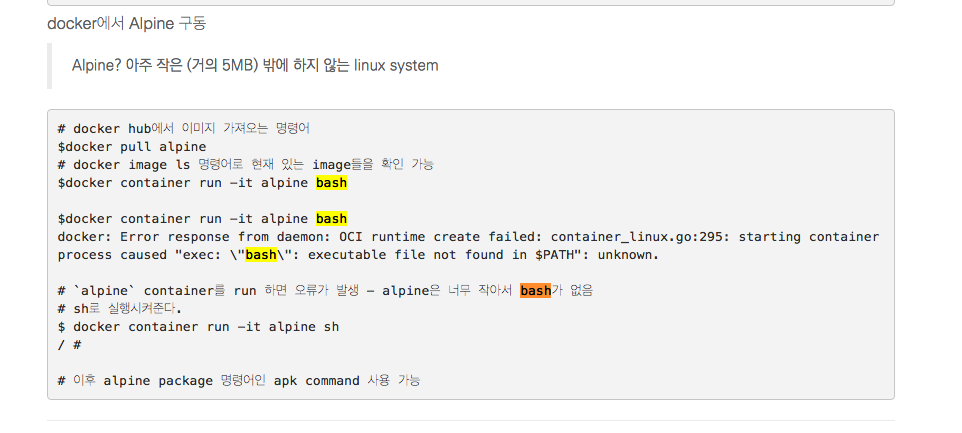 docker에서 Alpine 구동
Alpine? 아주 작은 (거의 5MB) 밖에 하지 않는 linux system
# docker hub에서 이미지 가져오는 명령어
$docker pull alpine
# docker image ls 명령어로 현재 있는 image들을 확인 가능
$docker container run -it alpine bash
$docker container run -it alpine bash
docker: Error response from daemon: OCI runtime create failed: container_linux.go:295: starting container
process caused "exec: \"bash\": executable file not found in $PATH": unknown.
# `alpine` container를 run 하면 오류가 발생 - alpine은 너무 작아서 bash가 없음
# sh로 실행시켜준다.
$ docker container run -it alpine sh
/ #
# 이후 alpine package 명령어인 apk command 사용 가능